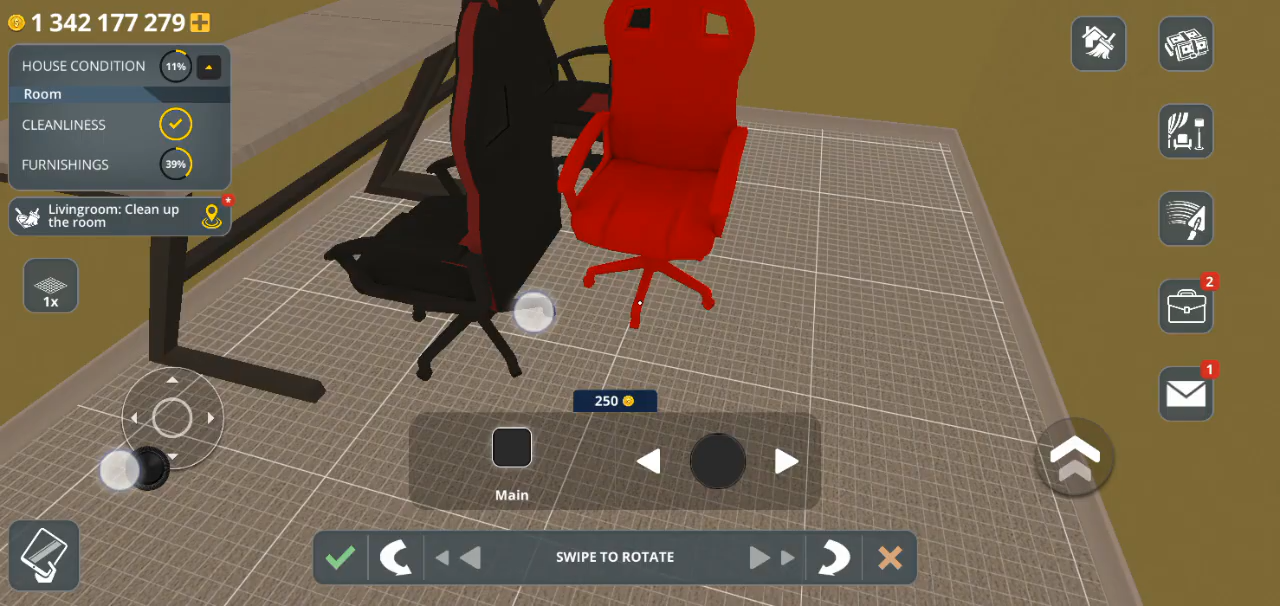 1 342 177 279
HOUSE CONDITION 11%
Room
CLEANLINESS
FURNISHINGS 39%
Livingroom: Clean up
the room
1x
2
1
250
Main
SWIPE TO ROTATE